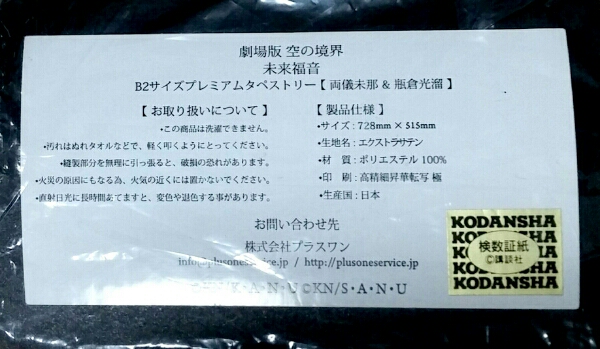 劇場版 空の境界
未来福音
B2サイズプレミアムタペストリー【 両儀未那 & 瓶倉光溜 】
【 お取り扱いについて 】
•この商品は洗濯できません。
•汚れはぬれタオルなどで、軽く叩くようにとってください。
•縫製部分を無理に引っ張ると、破損の恐れがあります。
•火災の原因にもなる為、火気の近くには置かないでください。
•直射日光に長時間あてますと、変色や退色する事があります。
【 製品仕様 】
•サイズ : 728mm × 515mm
•生地名 : エクストラサテン
•材　質 : ポリエステル 100%
•印　刷 : 高精細昇華転写 極
•生産国 : 日本
お問い合わせ先
株式会社プラスワン
info@plusoneservice.jp / http://plusoneservice.jp
KN/S・A・N・U
KODANSHA
KODANSHA
検数証紙
©講談社
KODANSHA
KODANSHA